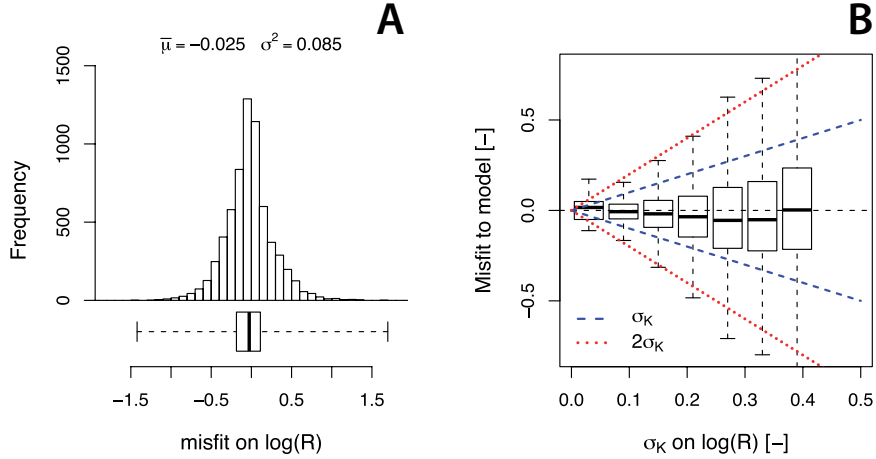 A
μ̅ = −0.025 σ² = 0.085
Frequency
0 500 1000 1500
−1.5 −0.5 0.5 1.5
misfit on log(R)
B
Misfit to model [−]
−0.5 0.0 0.5
σK
2σK
0.0 0.1 0.2 0.3 0.4 0.5
σK on log(R) [−]